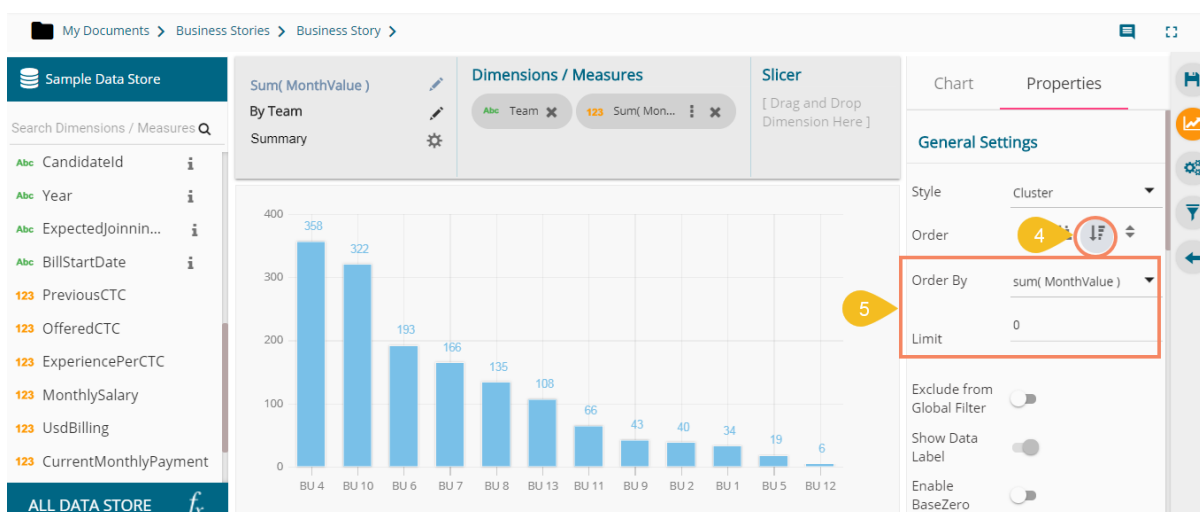 My Documents > Business Stories > Business Story >
Sample Data Store
Search Dimensions / Measures
Abc CandidateId i
Abc Year i
Abc ExpectedJoinnin... i
Abc BillStartDate i
123 PreviousCTC
123 OfferedCTC
123 ExperiencePerCTC
123 MonthlySalary
123 UsdBilling
123 CurrentMonthlyPayment
ALL DATA STORE fx
Sum( MonthValue )
By Team
Summary
Dimensions / Measures
Abc Team
123 Sum( Mon...
Slicer
[ Drag and Drop
Dimension Here ]
400
300
200
100
0
358
322
193
166
135
108
66
43
40
34
19
6
BU 4 BU 10 BU 6 BU 7 BU 8 BU 13 BU 11 BU 9 BU 2 BU 1 BU 5 BU 12
Chart Properties
General Settings
Style Cluster
Order 4
5
Order By sum( MonthValue )
Limit 0
Exclude from
Global Filter
Show Data
Label
Enable
BaseZero